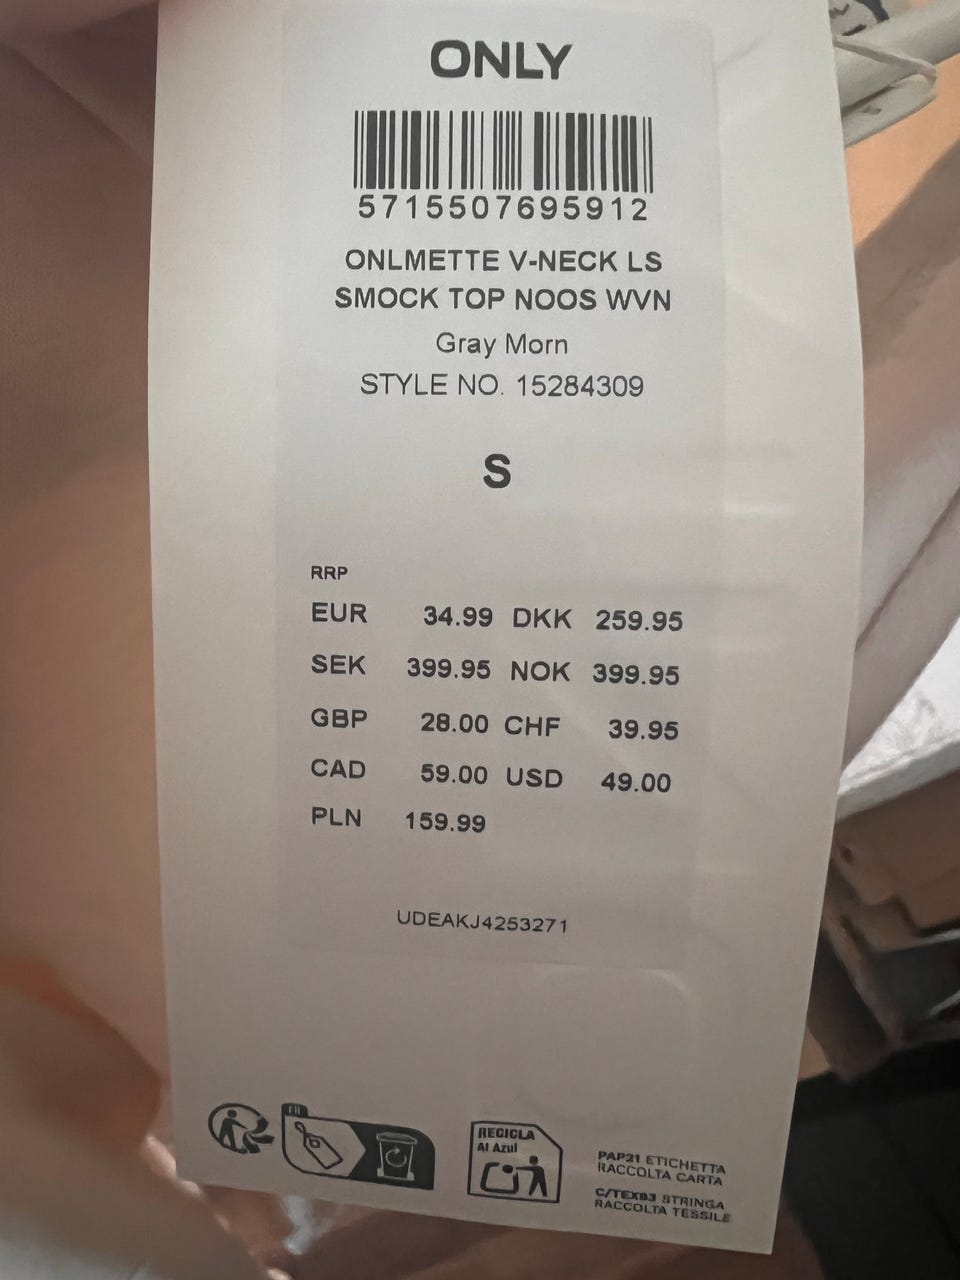 ONLY
5715507695912
ONLMETTE V-NECK LS
SMOCK TOP NOOS WVN
Gray Morn
STYLE NO. 15284309
S
RRP
EUR 34.99 DKK 259.95
SEK 399.95 NOK 399.95
GBP 28.00 CHF 39.95
CAD 59.00 USD 49.00
PLN 159.99
UDEAKJ4253271
FR
RECICLA
Al Azul
PAP21 ETICHETTA
RACCOLTA CARTA
C/TEX83 STRINGA
RACCOLTA TESSILE